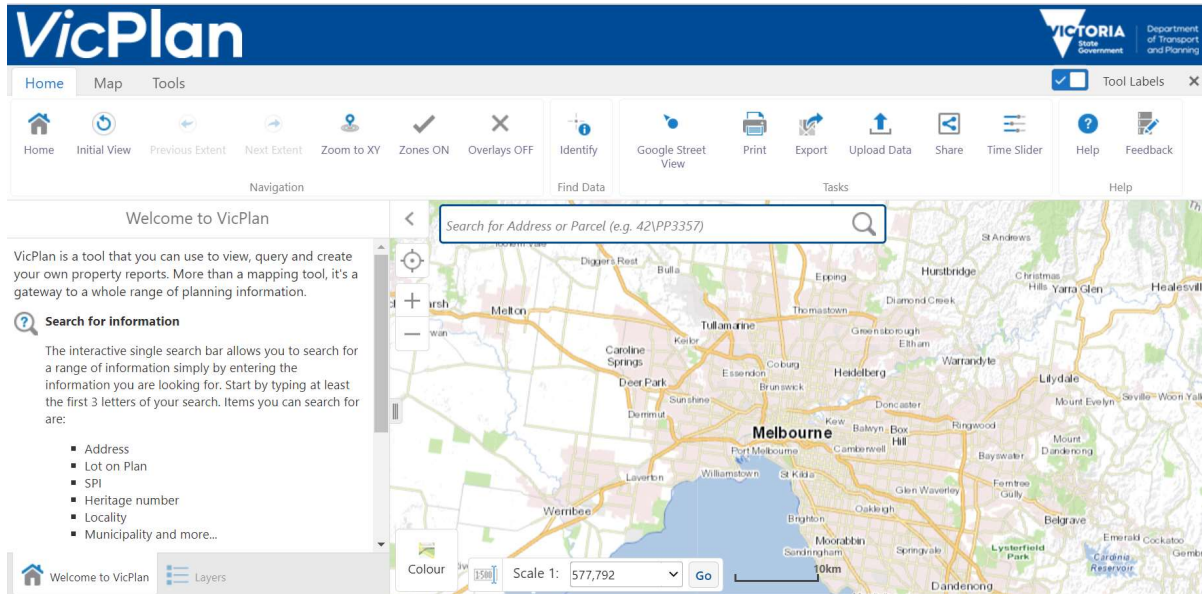 VicPlan
VICTORIA
State
Government
Department
of Transport
and Planning
Home Map Tools
Tool Labels
Home Initial View Previous Extent Next Extent Zoom to XY Zones ON Overlays OFF
Navigation
Identify
Find Data
Google Street
View
Print Export Upload Data Share Time Slider
Tasks
Help Feedback
Help
Welcome to VicPlan
VicPlan is a tool that you can use to view, query and create
your own property reports. More than a mapping tool, it's a
gateway to a whole range of planning information.
Search for information
The interactive single search bar allows you to search for
a range of information simply by entering the
information you are looking for. Start by typing at least
the first 3 letters of your search. Items you can search for
are:
Address
Lot on Plan
SPI
Heritage number
Locality
Municipality and more...
Welcome to VicPlan
Layers
Search for Address or Parcel (e.g. 42\PP3357)
St Andrews
Diggers Rest
Bulla
Epping
Hurstbridge
Christmas
Hills
Yarra Glen
Healesvill
Melton
Thomastown
Diamond Creek
Tullamarine
Keilor
Greensborough
Eltham
Caroline
Springs
Coburg
Essendon
Heidelberg
Warrandyte
Deer Park
Brunswick
Lilydale
Sunshine
Doncaster
Mount Evelyn
Seville
Woori Yall
Derrimut
Kew
Balwyn
Box
Hill
Ringwood
Melbourne
Port Melbourne
Camberwell
Mount
Dandenong
Bayswater
Williamstown
St Kilda
Laverton
Glen Waverley
Ferntree
Gully
Werribee
Oakleigh
Brighton
Belgrave
Moorabbin
Emerald
Cockatoo
Sandringham
Springvale
Lysterfield
Park
Cardinia
Reservoir
Gemb
Dandenong
Colour
1:500
Scale 1: 577,792
Go
10km